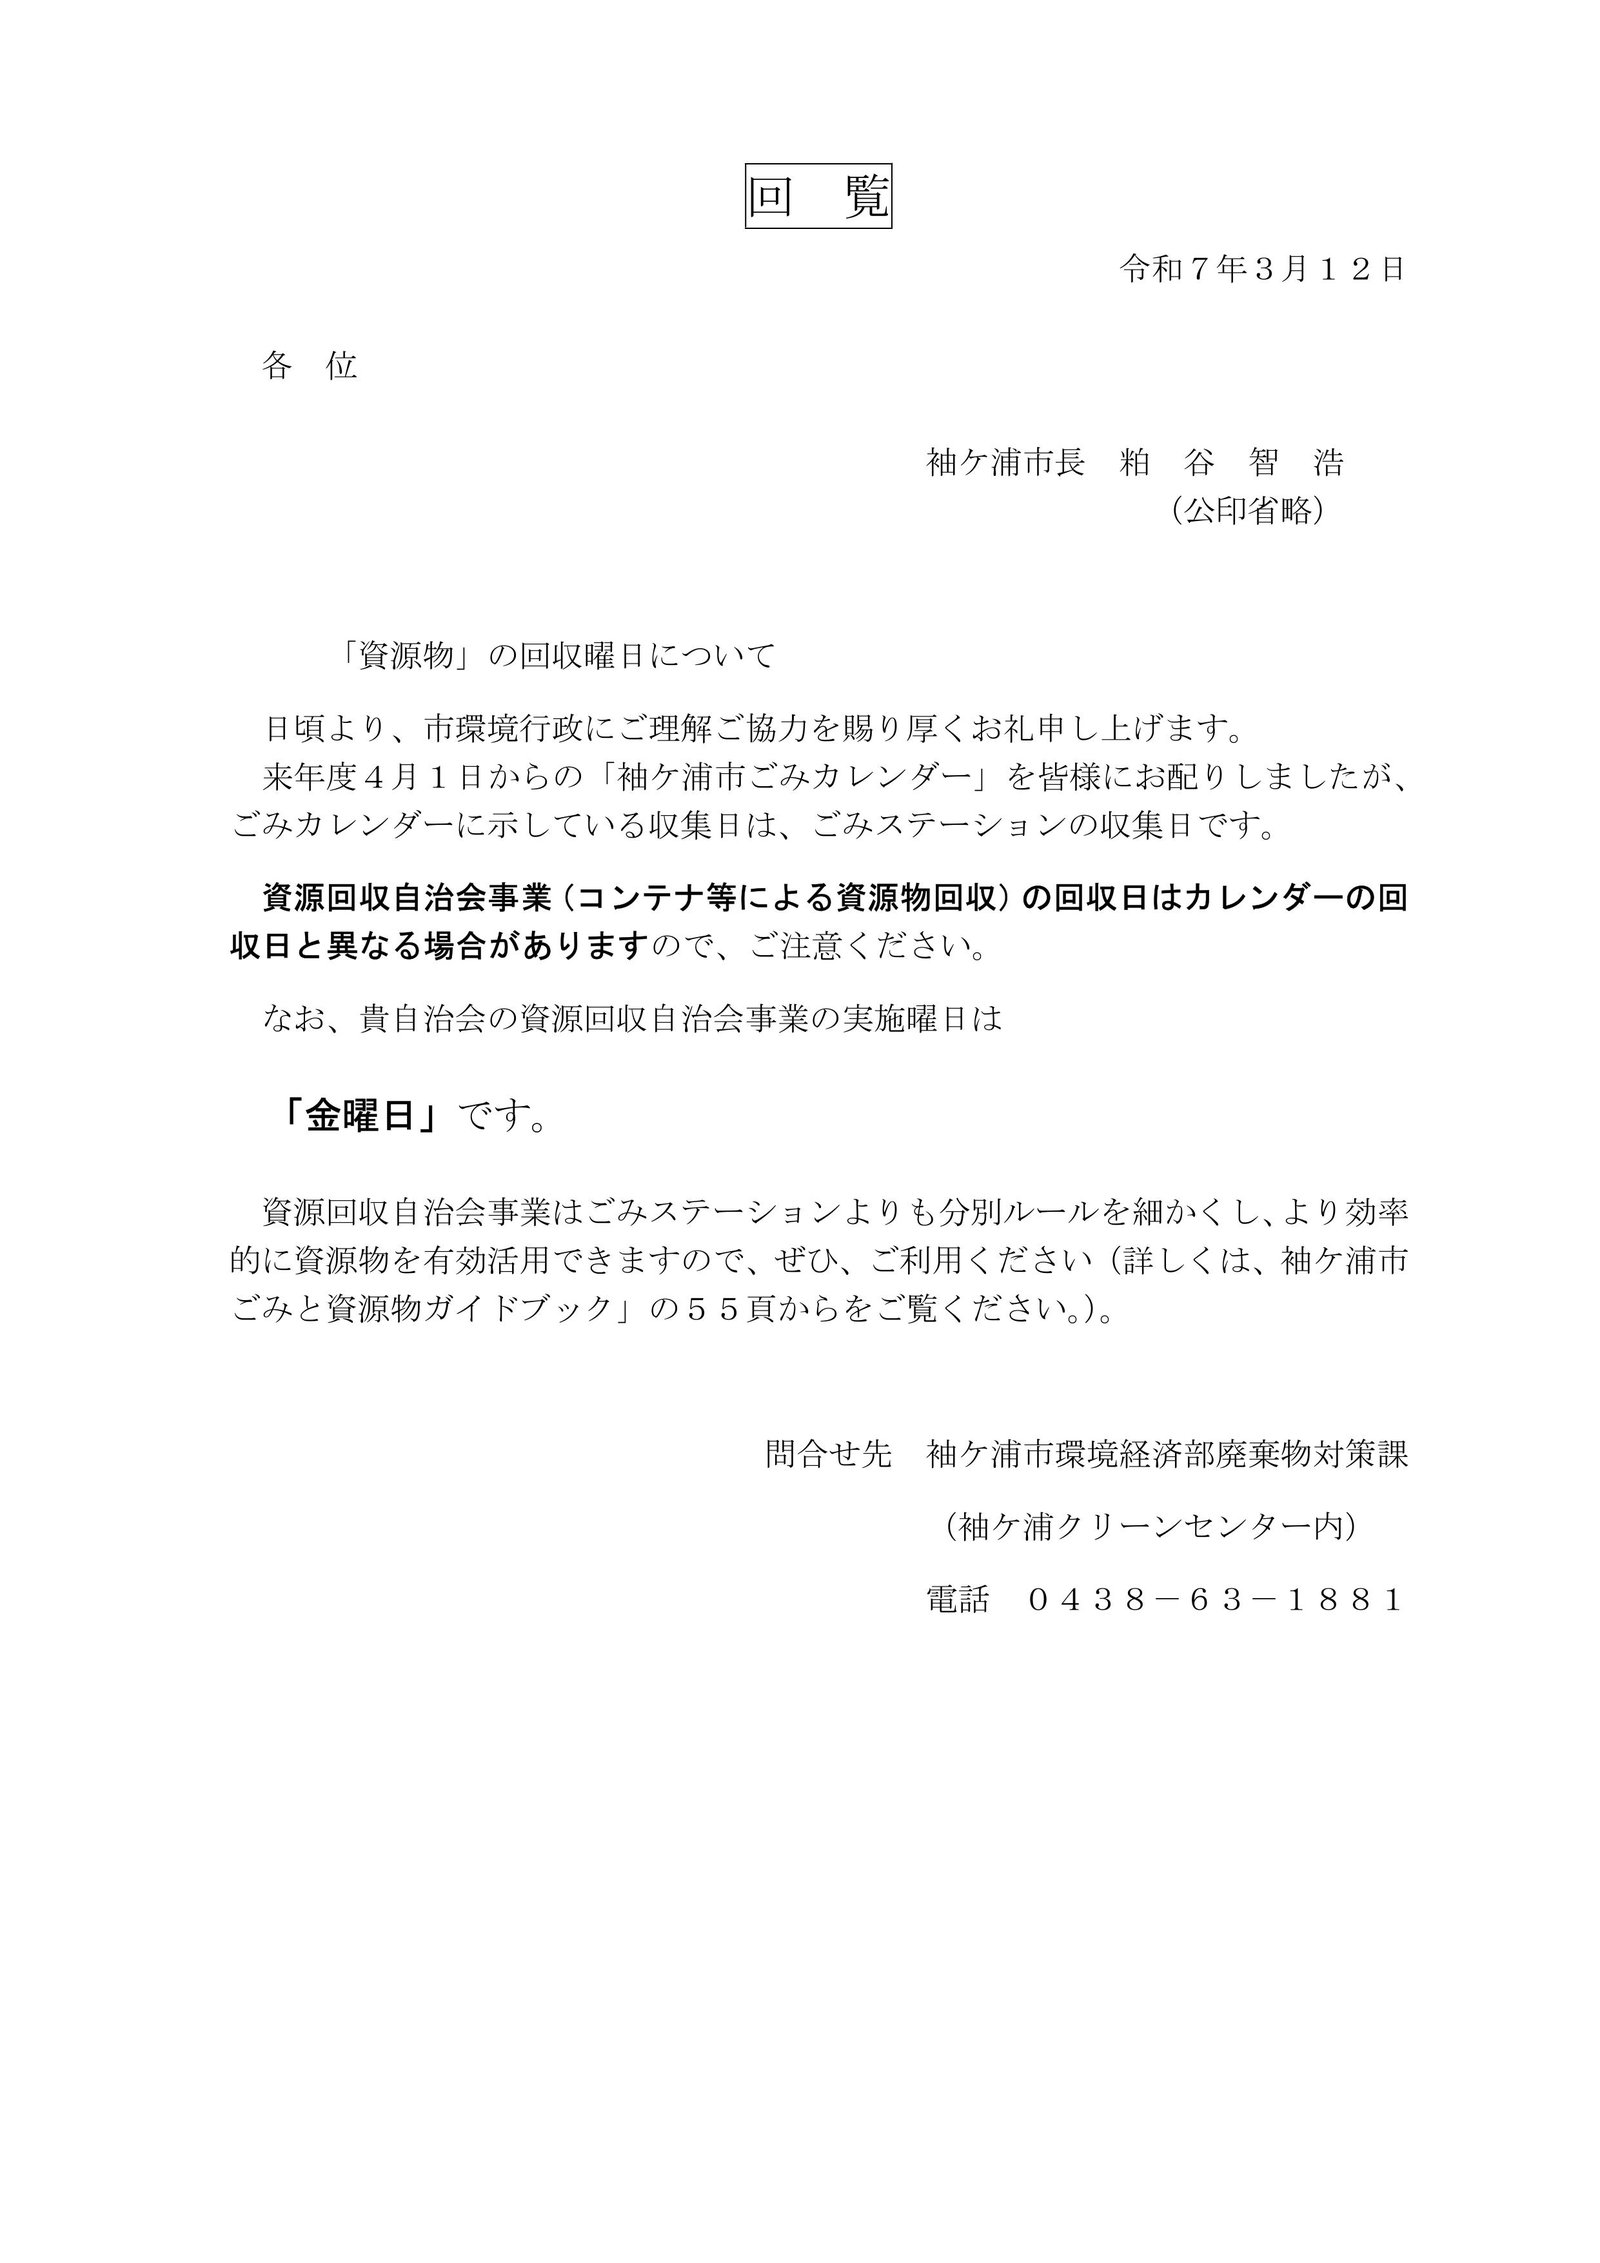 回　覧
令和７年３月１２日
各　位
袖ケ浦市長　粕　谷　智　浩
（公印省略）
「資源物」の回収曜日について
日頃より、市環境行政にご理解ご協力を賜り厚くお礼申し上げます。
来年度４月１日からの「袖ケ浦市ごみカレンダー」を皆様にお配りしましたが、
ごみカレンダーに示している収集日は、ごみステーションの収集日です。
資源回収自治会事業（コンテナ等による資源物回収）の回収日はカレンダーの回
収日と異なる場合がありますので、ご注意ください。
なお、貴自治会の資源回収自治会事業の実施曜日は
「金曜日」です。
資源回収自治会事業はごみステーションよりも分別ルールを細かくし、より効率
的に資源物を有効活用できますので、ぜひ、ご利用ください（詳しくは、袖ケ浦市
ごみと資源物ガイドブック」の５５頁からをご覧ください。）。
問合せ先　袖ケ浦市環境経済部廃棄物対策課
（袖ケ浦クリーンセンター内）
電話　０４３８－６３－１８８１